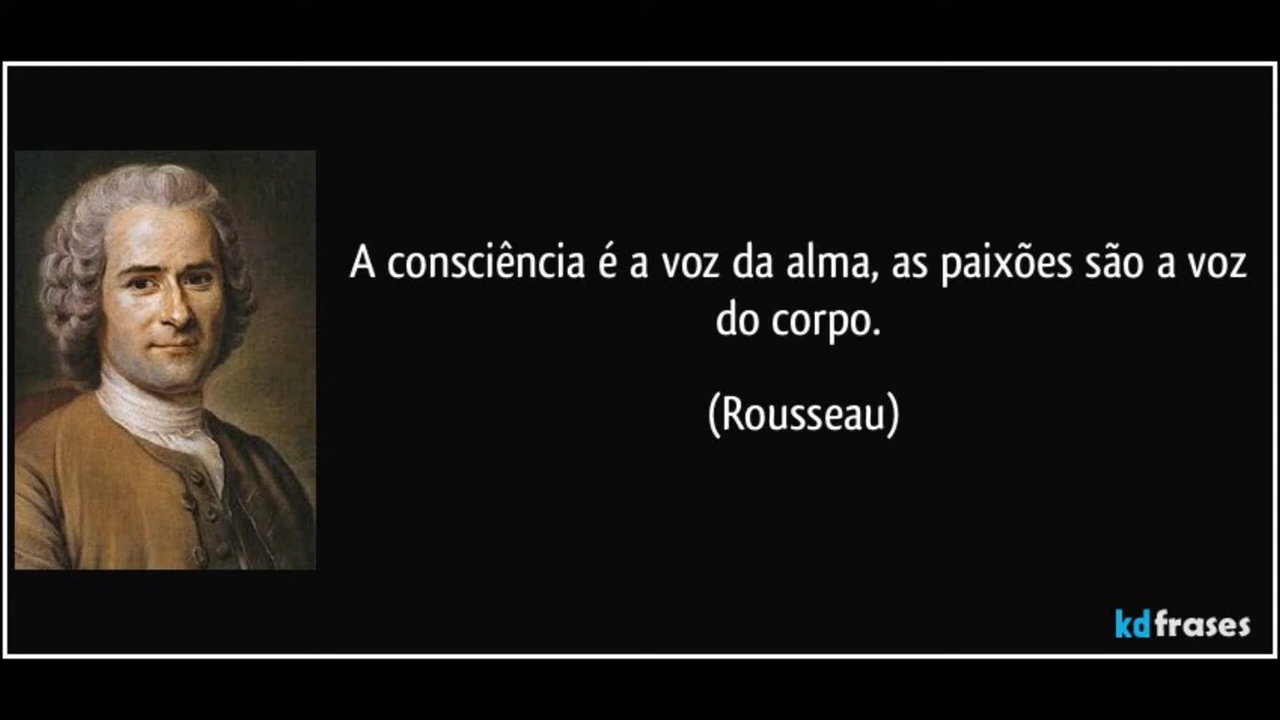 A consciência é a voz da alma, as paixões são a voz
do corpo.
(Rousseau)
kdfrases